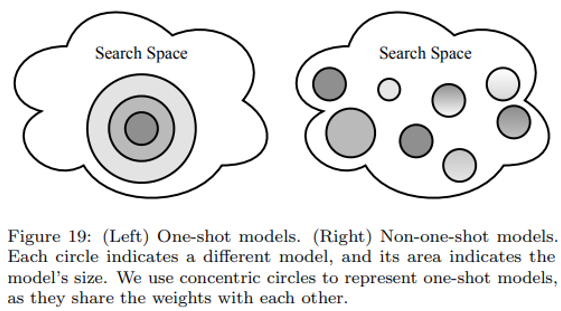 Search Space
Search Space
Figure 19: (Left) One-shot models. (Right) Non-one-shot models.
Each circle indicates a different model, and its area indicates the
model's size. We use concentric circles to represent one-shot models,
as they share the weights with each other.